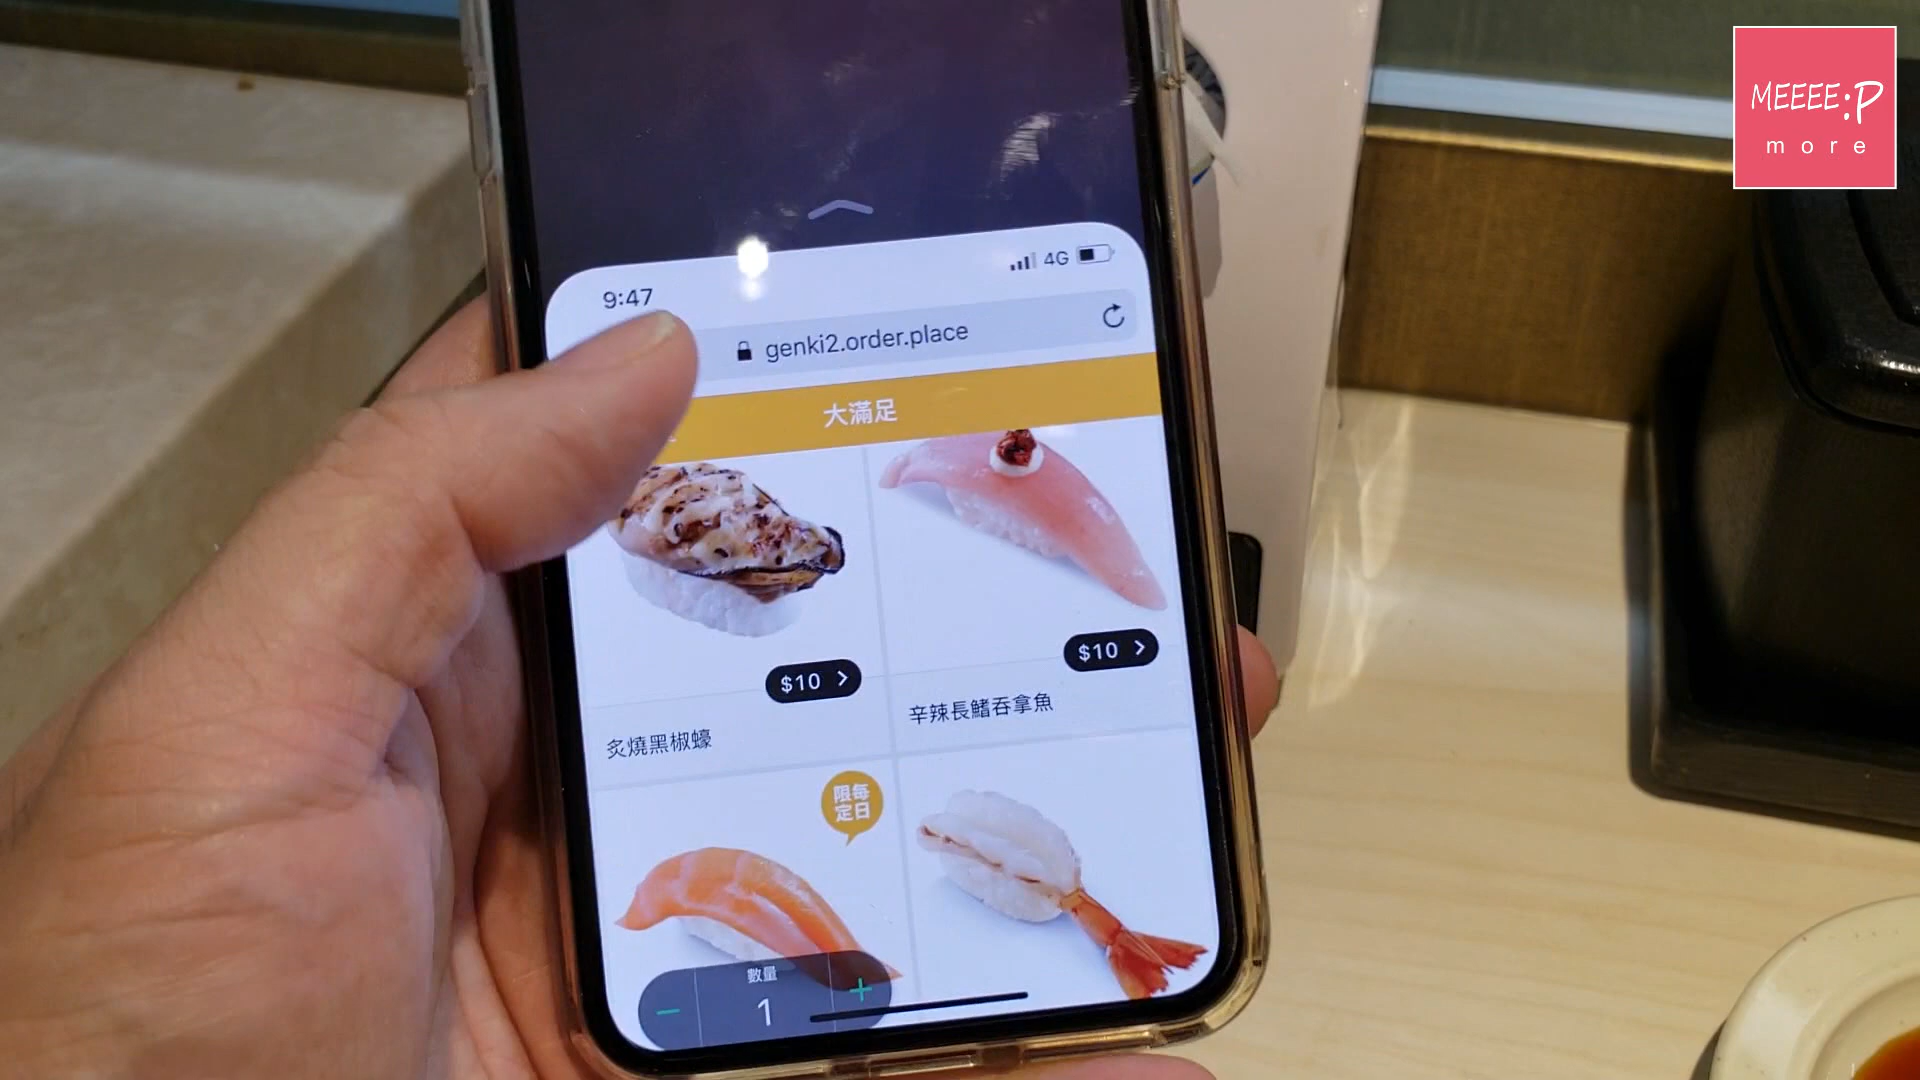 MEEEE:P
more
9:47
4G
genki2.order.place
大滿足
$10 >
$10 >
炙燒黑椒蠔
辛辣長鰭吞拿魚
限每
定日
數量
− 1 +